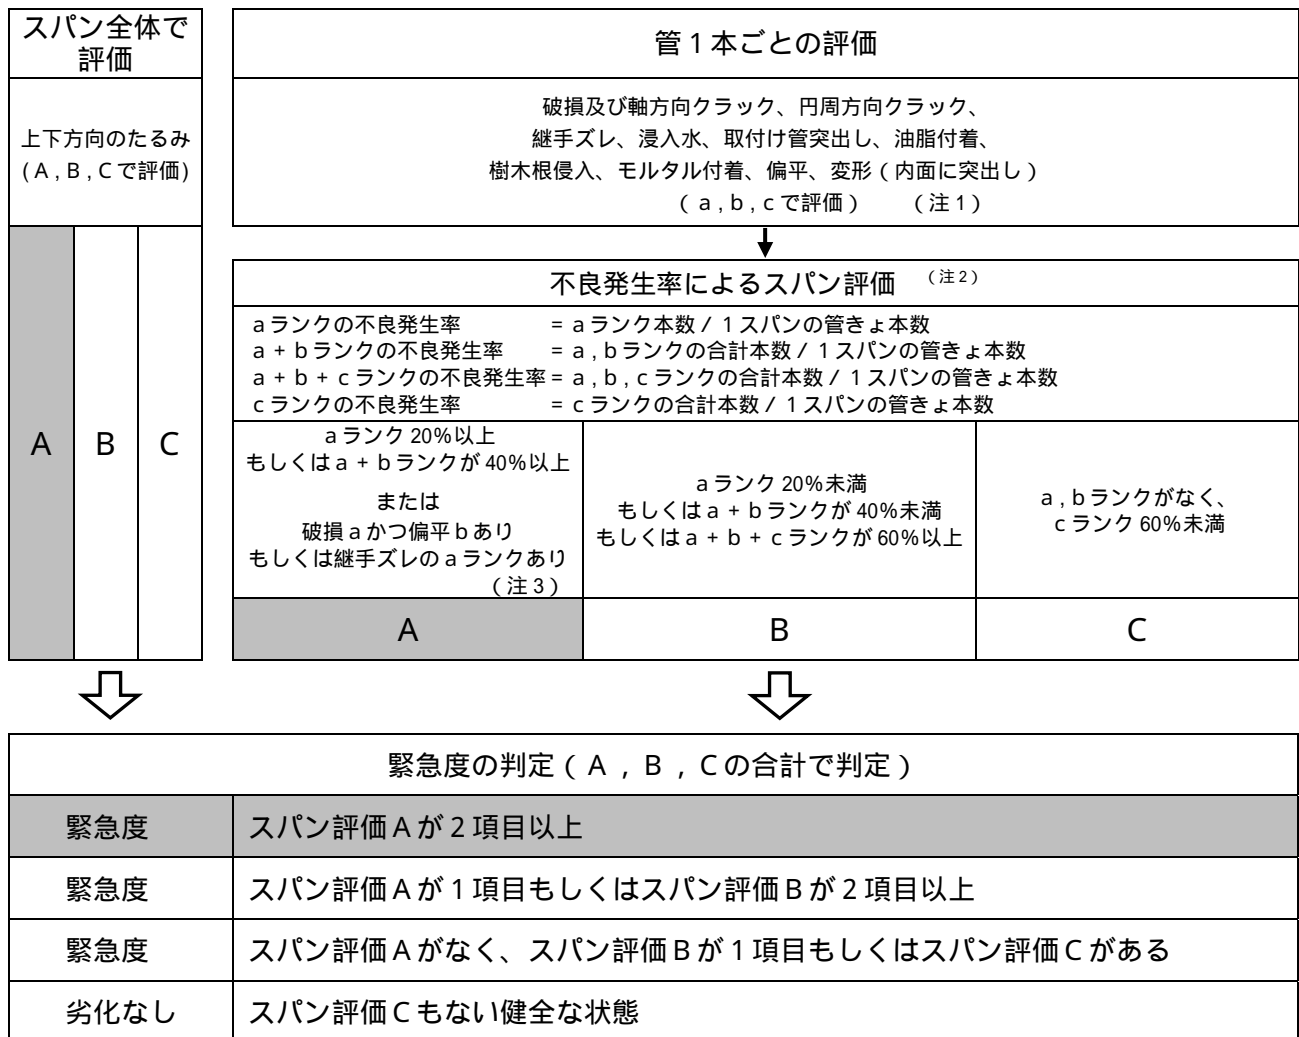 スパン全体で
評価
上下方向のたるみ
(A,B,Cで評価)
A B C
管1本ごとの評価
破損及び軸方向クラック、円周方向クラック、
継手ズレ、浸入水、取付け管突出し、油脂付着、
樹木根侵入、モルタル付着、偏平、変形(内面に突出し)
(a,b,cで評価) (注1)
不良発生率によるスパン評価 (注2)
aランクの不良発生率 =aランク本数/1スパンの管きょ本数
a+bランクの不良発生率 =a,bランクの合計本数/1スパンの管きょ本数
a+b+cランクの不良発生率=a,b,cランクの合計本数/1スパンの管きょ本数
cランクの不良発生率 =cランクの合計本数/1スパンの管きょ本数
aランク20%以上
もしくはa+bランクが40%以上
または
破損aかつ偏平bあり
もしくは継手ズレのaランクあり
(注3)
A
aランク20%未満
もしくはa+bランクが40%未満
もしくはa+b+cランクが60%以上
B
a,bランクがなく、
cランク60%未満
C
緊急度の判定(A,B,Cの合計で判定)
緊急度 スパン評価Aが2項目以上
緊急度 スパン評価Aが1項目もしくはスパン評価Bが2項目以上
緊急度 スパン評価Aがなく、スパン評価Bが1項目もしくはスパン評価Cがある
劣化なし スパン評価Cもない健全な状態